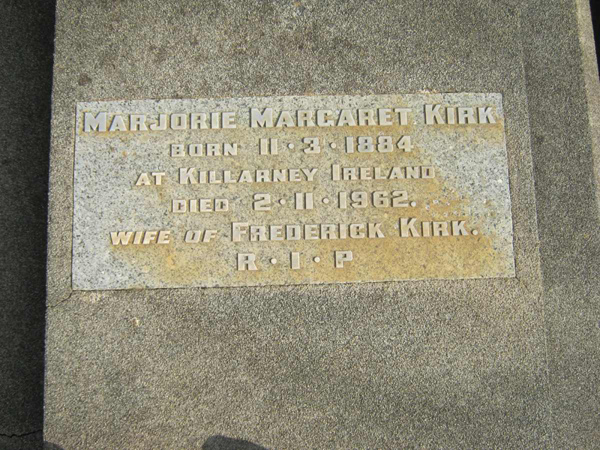 MARJORIE MARGARET KIRK
BORN 11·3·1884
AT KILLARNEY IRELAND
DIED 2·11·1962.
WIFE OF FREDERICK KIRK.
R·I·P